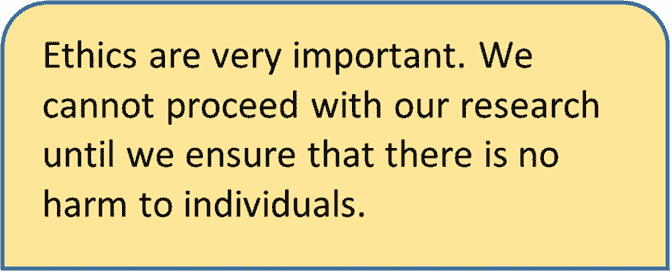 Ethics are very important. We
cannot proceed with our research
until we ensure that there is no
harm to individuals.